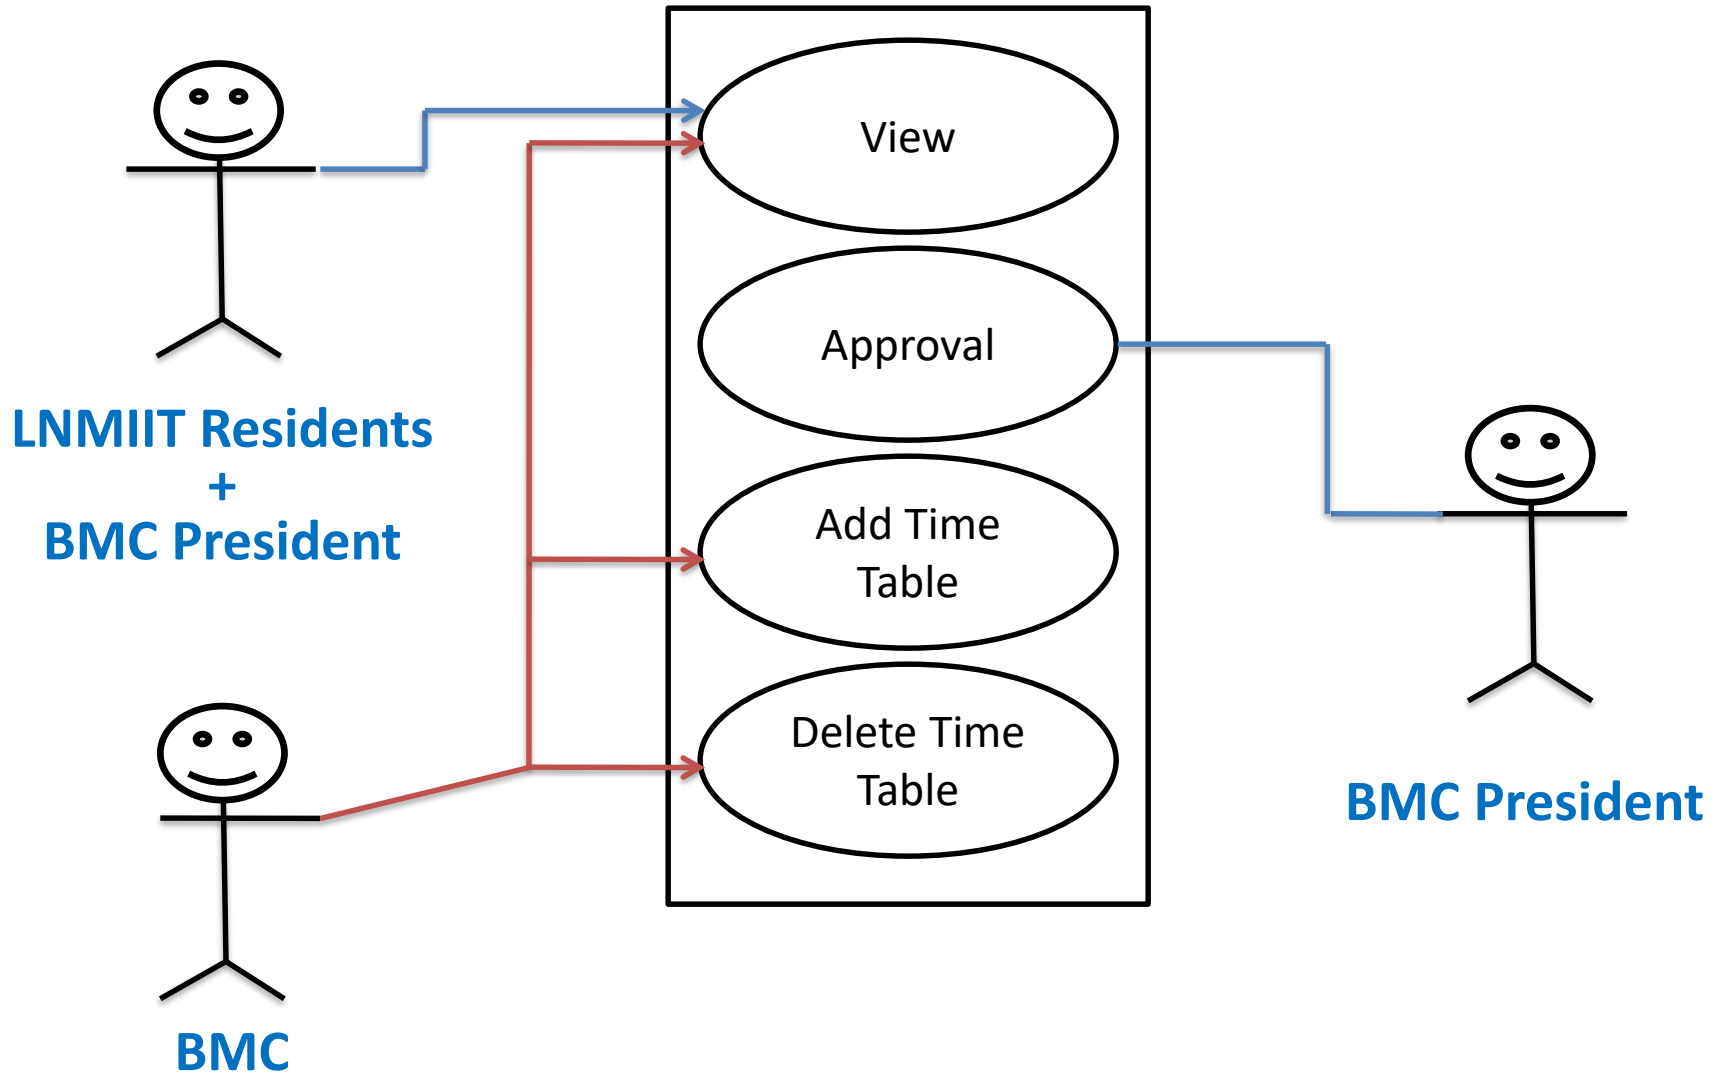 View
Approval
LNMIIT Residents
+
BMC President
Add Time
Table
Delete Time
Table
BMC President
BMC